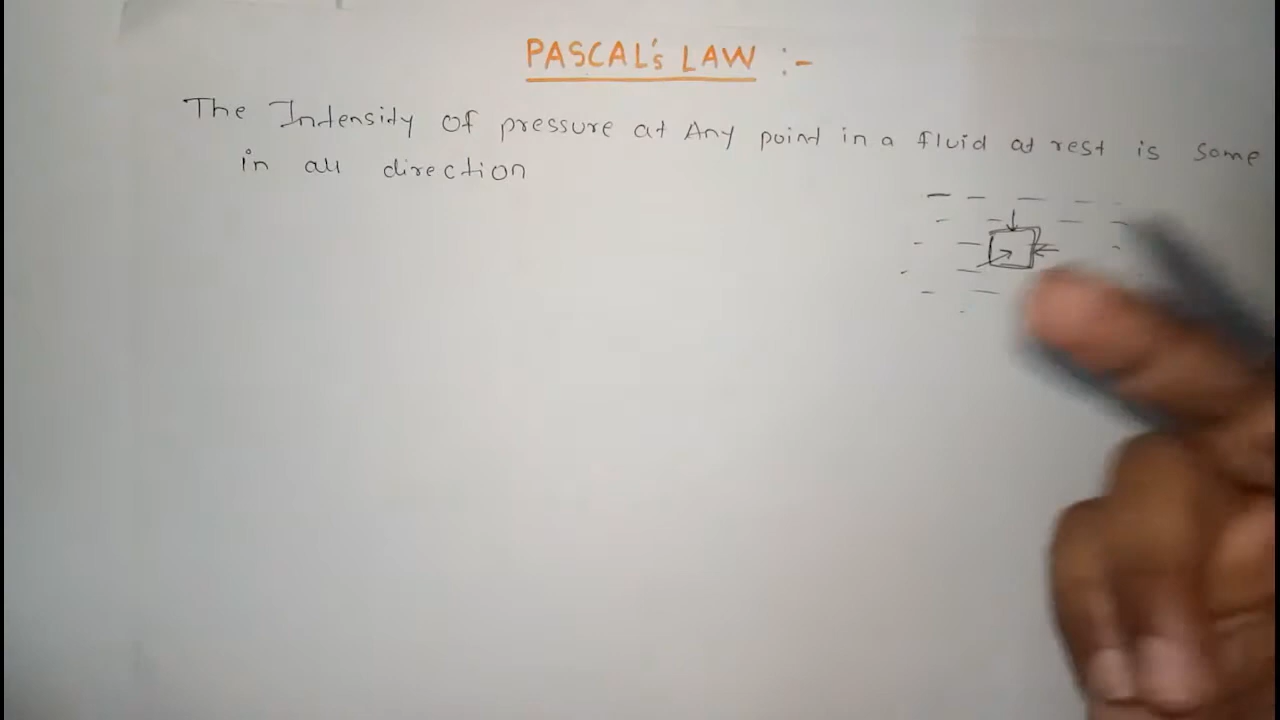 PASCAL's LAW :-
The Intensity of pressure at Any point in a fluid at rest is same
in all direction